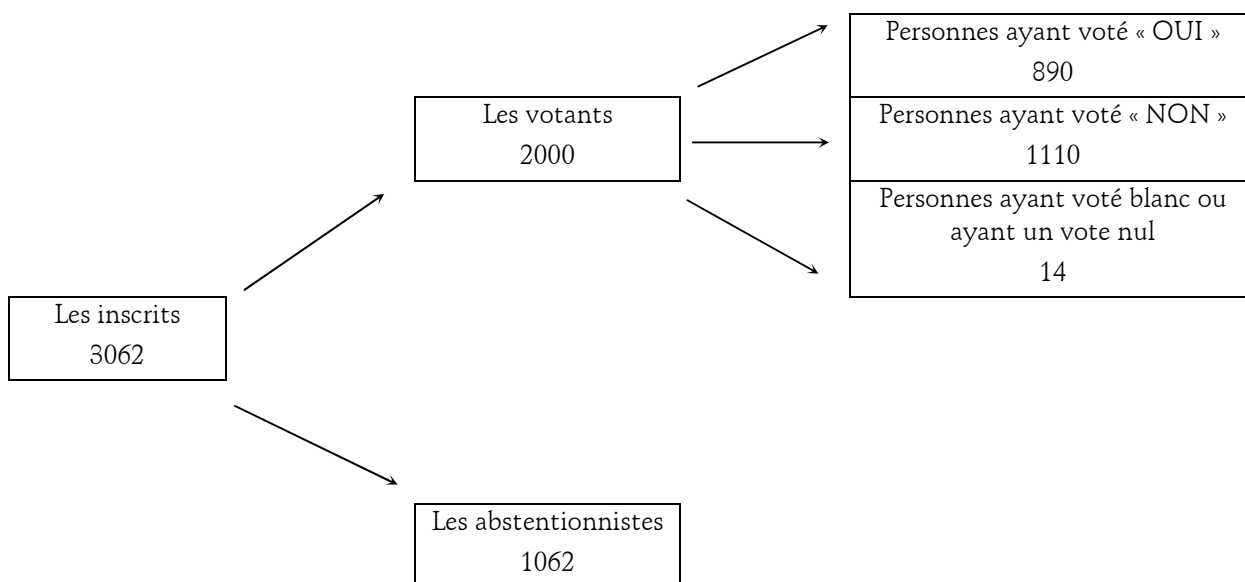 Personnes ayant voté « OUI »
890
Les votants
2000
Personnes ayant voté « NON »
1110
Personnes ayant voté blanc ou
ayant un vote nul
14
Les inscrits
3062
Les abstentionnistes
1062